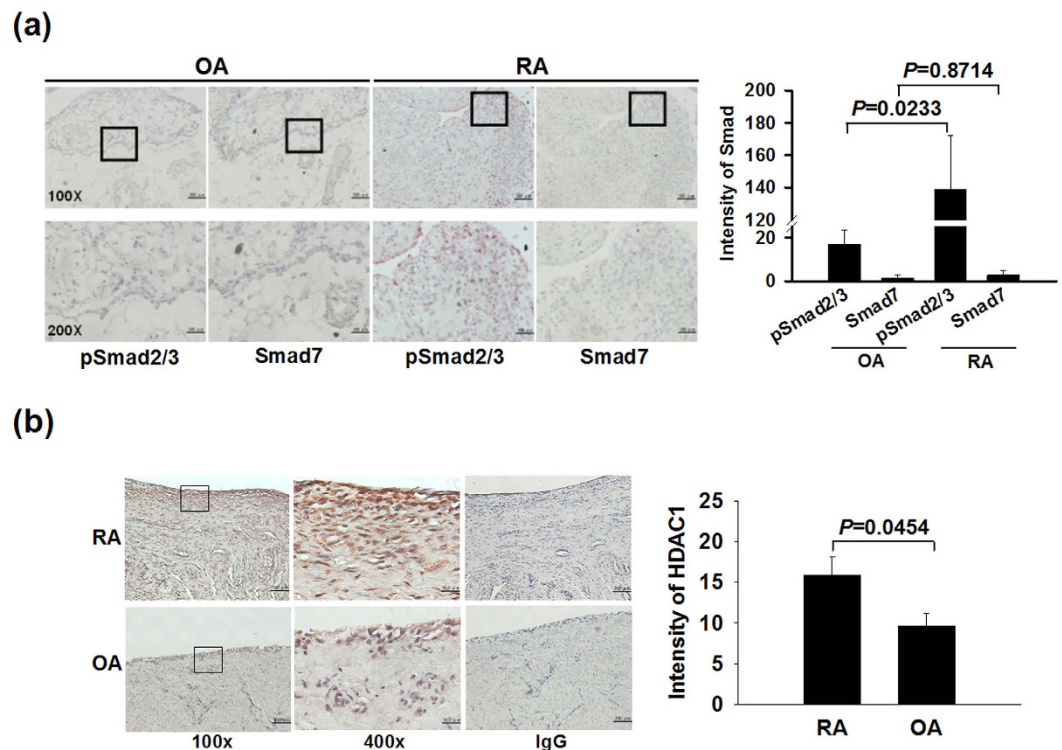 (a)
OA RA
100X
200X
pSmad2/3 Smad7 pSmad2/3 Smad7
Intensity of Smad
200
180
160
140
120
20
0
P=0.8714
P=0.0233
pSmad2/3 Smad7 pSmad2/3 Smad7
OA RA
(b)
RA
OA
100x 400x IgG
Intensity of HDAC1
25
20
15
10
5
0
P=0.0454
RA OA